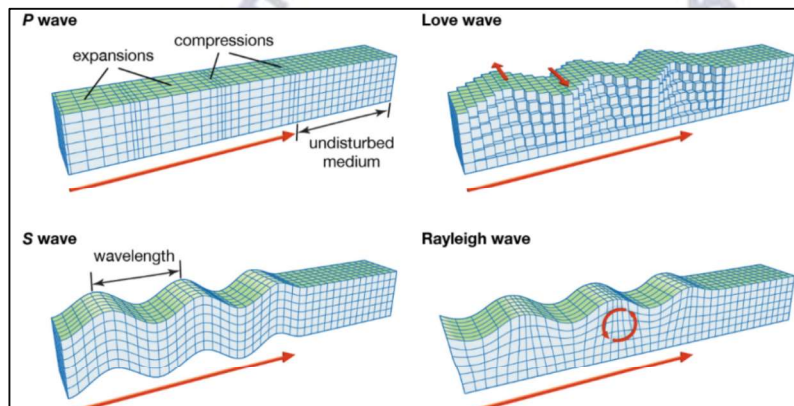 P wave
compressions
expansions
undisturbed
medium
Love wave
S wave
wavelength
Rayleigh wave